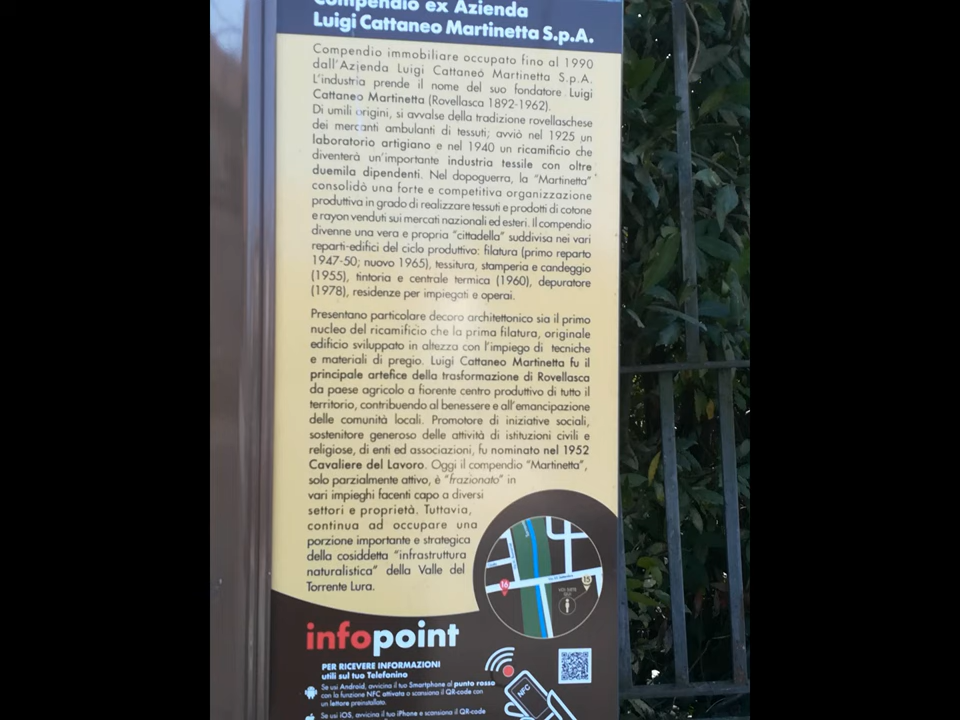 Compendio ex Azienda
Luigi Cattaneo Martinetta S.p.A.
Compendio immobiliare occupato fino al 1990
dall'Azienda Luigi Cattaneo Martinetta S.p.A.
L'industria prende il nome del suo fondatore Luigi
Cattaneo Martinetta (Rovellasca 1892-1962).
Di umili origini, si avvalse della tradizione rovellaschese
dei mercanti ambulanti di tessuti; avviò nel 1925 un
laboratorio artigiano e nel 1940 un ricamificio che
diventerà un'importante industria tessile con oltre
duemila dipendenti. Nel dopoguerra, la "Martinetta"
consolidò una forte e competitiva organizzazione
produttiva in grado di realizzare tessuti e prodotti di cotone
e rayon venduti sui mercati nazionali ed esteri. Il compendio
divenne una vera e propria "cittadella" suddivisa nei vari
reparti-edifici del ciclo produttivo: filatura (primo reparto
1947-50; nuovo 1965), tessitura, stamperia e candeggio
(1955), tintoria e centrale termica (1960), depuratore
(1978), residenze per impiegati e operai.
Presentano particolare decoro architettonico sia il primo
nucleo del ricamificio che la prima filatura, originale
edificio sviluppato in altezza con l'impiego di tecniche
e materiali di pregio. Luigi Cattaneo Martinetta fu il
principale artefice della trasformazione di Rovellasca
da paese agricolo a fiorente centro produttivo di tutto il
territorio, contribuendo al benessere e all'emancipazione
delle comunità locali. Promotore di iniziative sociali,
sostenitore generoso delle attività di istituzioni civili e
religiose, di enti ed associazioni, fu nominato nel 1952
Cavaliere del Lavoro. Oggi il compendio "Martinetta",
solo parzialmente attivo, è "frazionato" in
vari impieghi facenti capo a diversi
settori e proprietà. Tuttavia,
continua ad occupare una
porzione importante e strategica
della cosiddetta "infrastruttura
naturalistica" della Valle del
Torrente Lura.
16
15
infopoint
PER RICEVERE INFORMAZIONI
utili sul tuo Telefonino
Se usi Android, avvicina il tuo Smartphone al punto rosso
con la funzione NFC attivata o scansiona il QR-code con
un lettore preinstallato.
Se usi iOS, avvicina il tuo iPhone e scansiona il QR-code
NFC